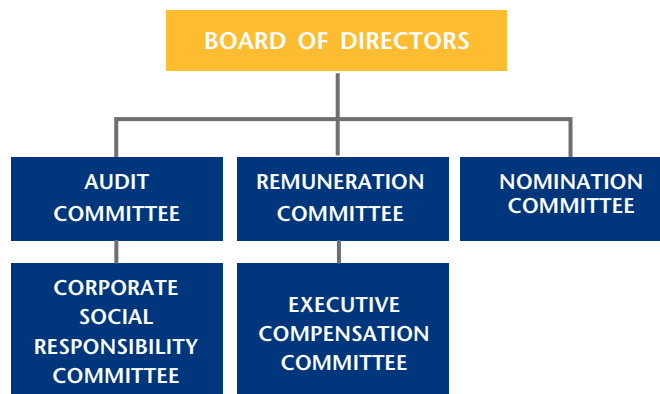 BOARD OF DIRECTORS
AUDIT
COMMITTEE
REMUNERATION
COMMITTEE
NOMINATION
COMMITTEE
CORPORATE
SOCIAL
RESPONSIBILITY
COMMITTEE
EXECUTIVE
COMPENSATION
COMMITTEE